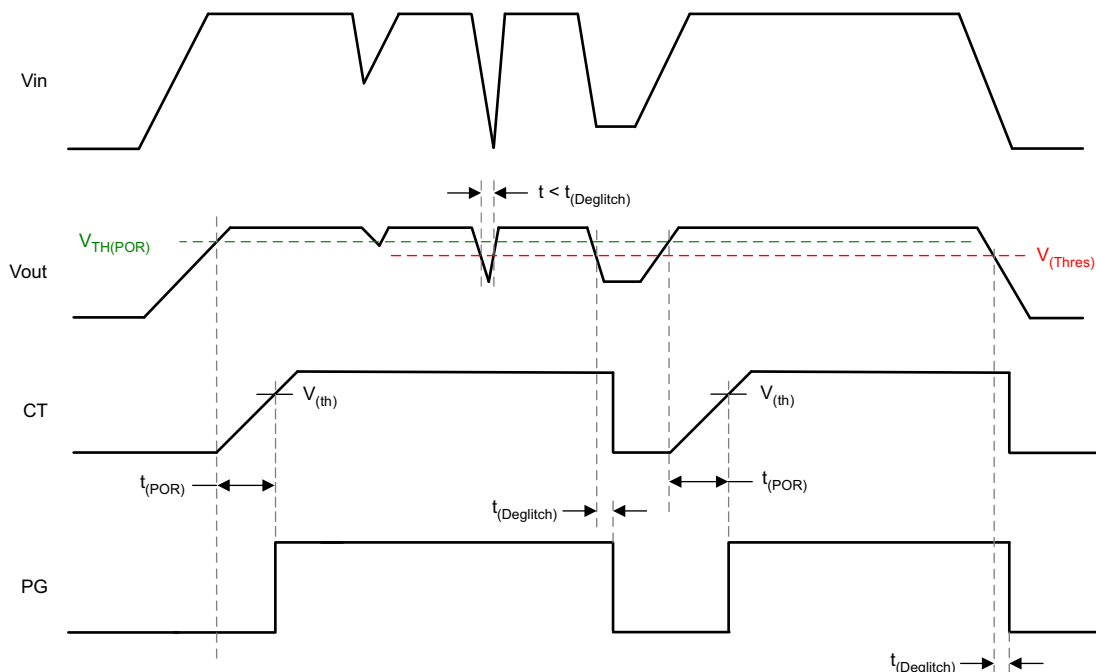 Vin
t < t(Deglitch)
VTH(POR)
V(Thres)
Vout
V(th)
V(th)
CT
t(POR)
t(POR)
t(Deglitch)
PG
t(Deglitch)